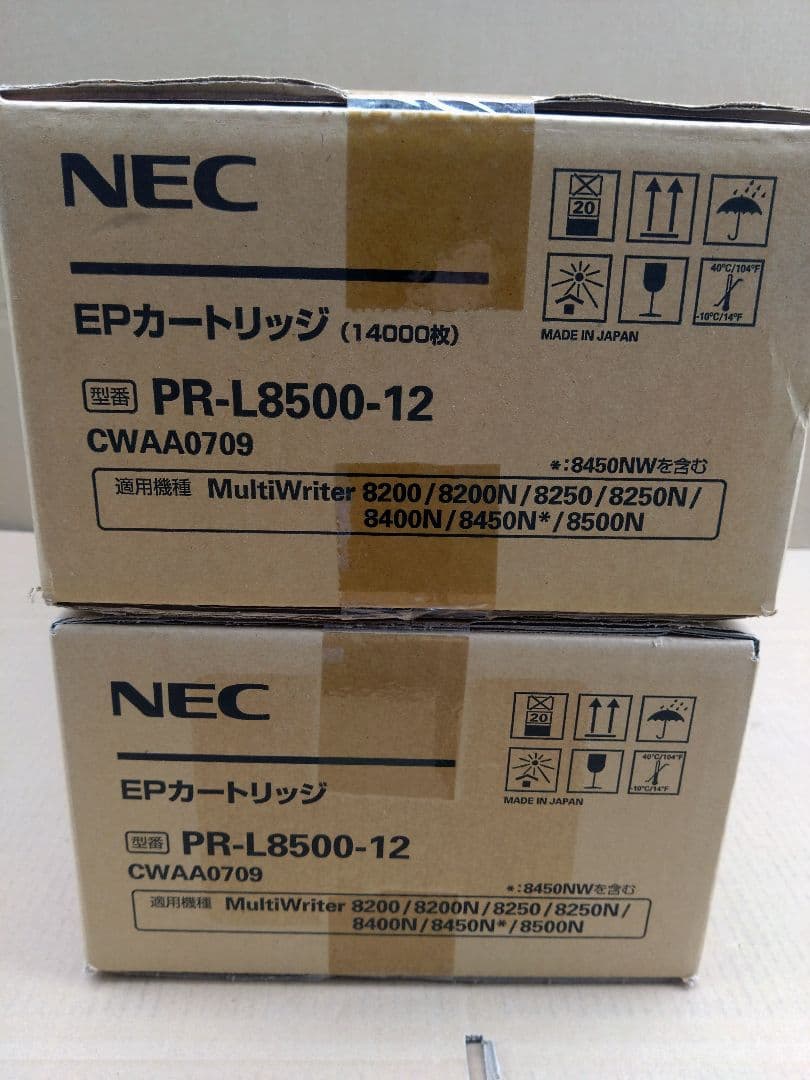 NEC
20
40°C/104°F
-10°C/14°F
MADE IN JAPAN
EPカートリッジ (14000枚)
型番 PR-L8500-12
CWAA0709
*:8450NWを含む
適用機種 MultiWriter 8200/8200N/8250/8250N/
8400N/8450N*/8500N
NEC
20
40°C/104°F
-10°C/14°F
MADE IN JAPAN
EPカートリッジ
型番 PR-L8500-12
CWAA0709
*:8450NWを含む
適用機種 MultiWriter 8200/8200N/8250/8250N/
8400N/8450N*/8500N